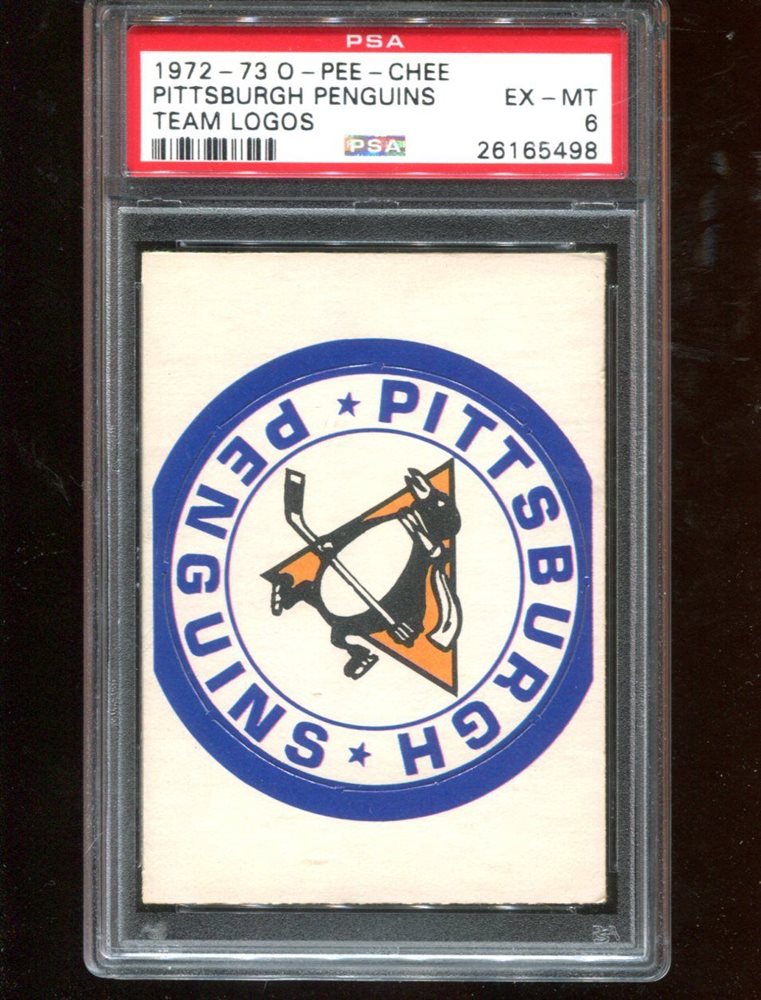 PSA
1972-73 O-PEE-CHEE
PITTSBURGH PENGUINS EX-MT
TEAM LOGOS 6
PSA 26165498
PITTSBURGH
PENGUINS